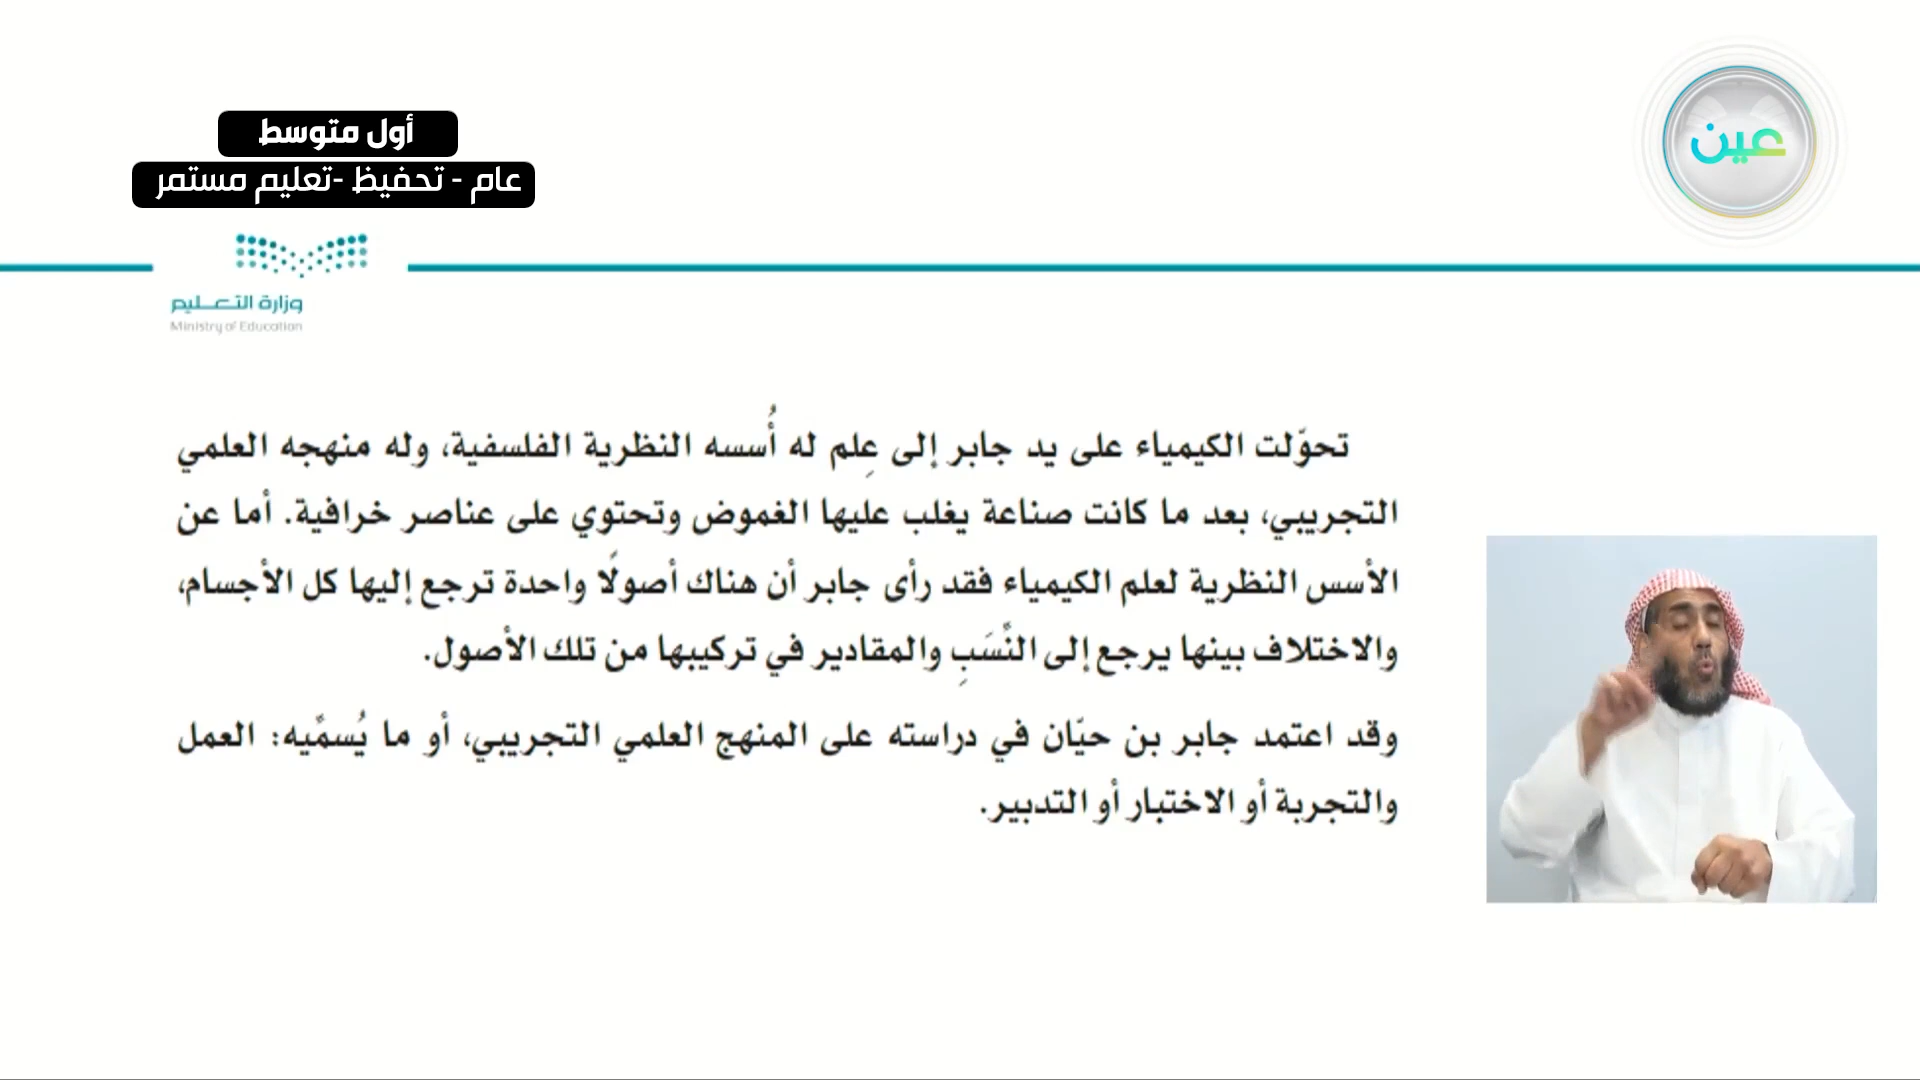 أول متوسط
عام - تحفيظ -تعليم مستمر
عين
وزارة التعـــليم
Ministry of Education
تحوّلت الكيمياء على يد جابر إلى عِلم له أُسسه النظرية الفلسفية، وله منهجه العلمي
التجريبي، بعد ما كانت صناعة يغلب عليها الغموض وتحتوي على عناصر خرافية. أما عن
الأسس النظرية لعلم الكيمياء فقد رأى جابر أن هناك أصولًا واحدة ترجع إليها كل الأجسام،
والاختلاف بينها يرجع إلى النَّسَبِ والمقادير في تركيبها من تلك الأصول.
وقد اعتمد جابر بن حيّان في دراسته على المنهج العلمي التجريبي، أو ما يُسمَّيه: العمل
والتجربة أو الاختبار أو التدبير.